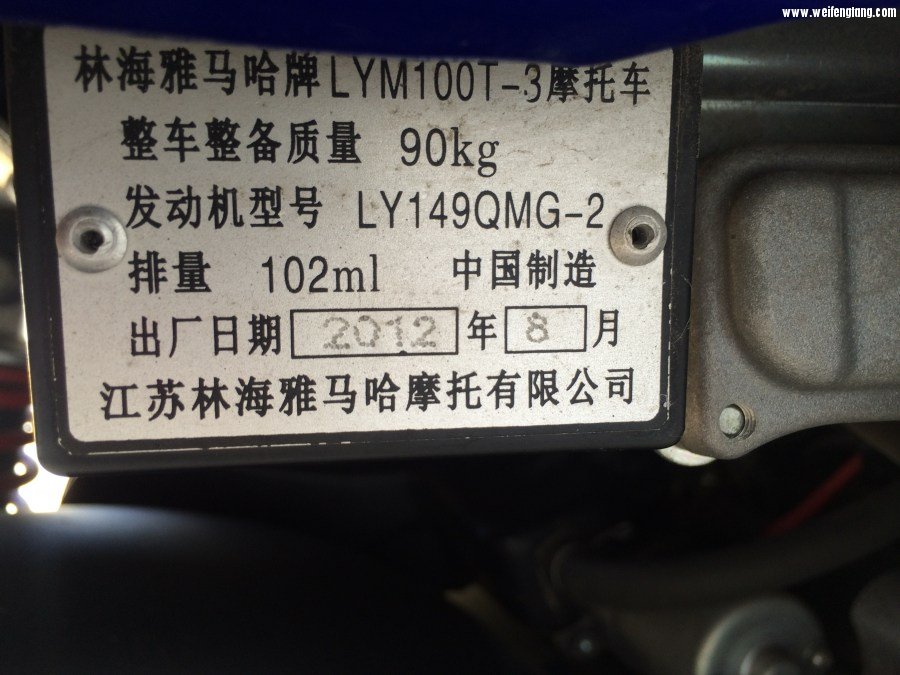 www.weifengtang.com
林海雅马哈牌LYM100T-3摩托车
整车整备质量 90kg
发动机型号 LY149QMG-2
排量 102ml 中国制造
出厂日期 2012 年 8 月
江苏林海雅马哈摩托有限公司